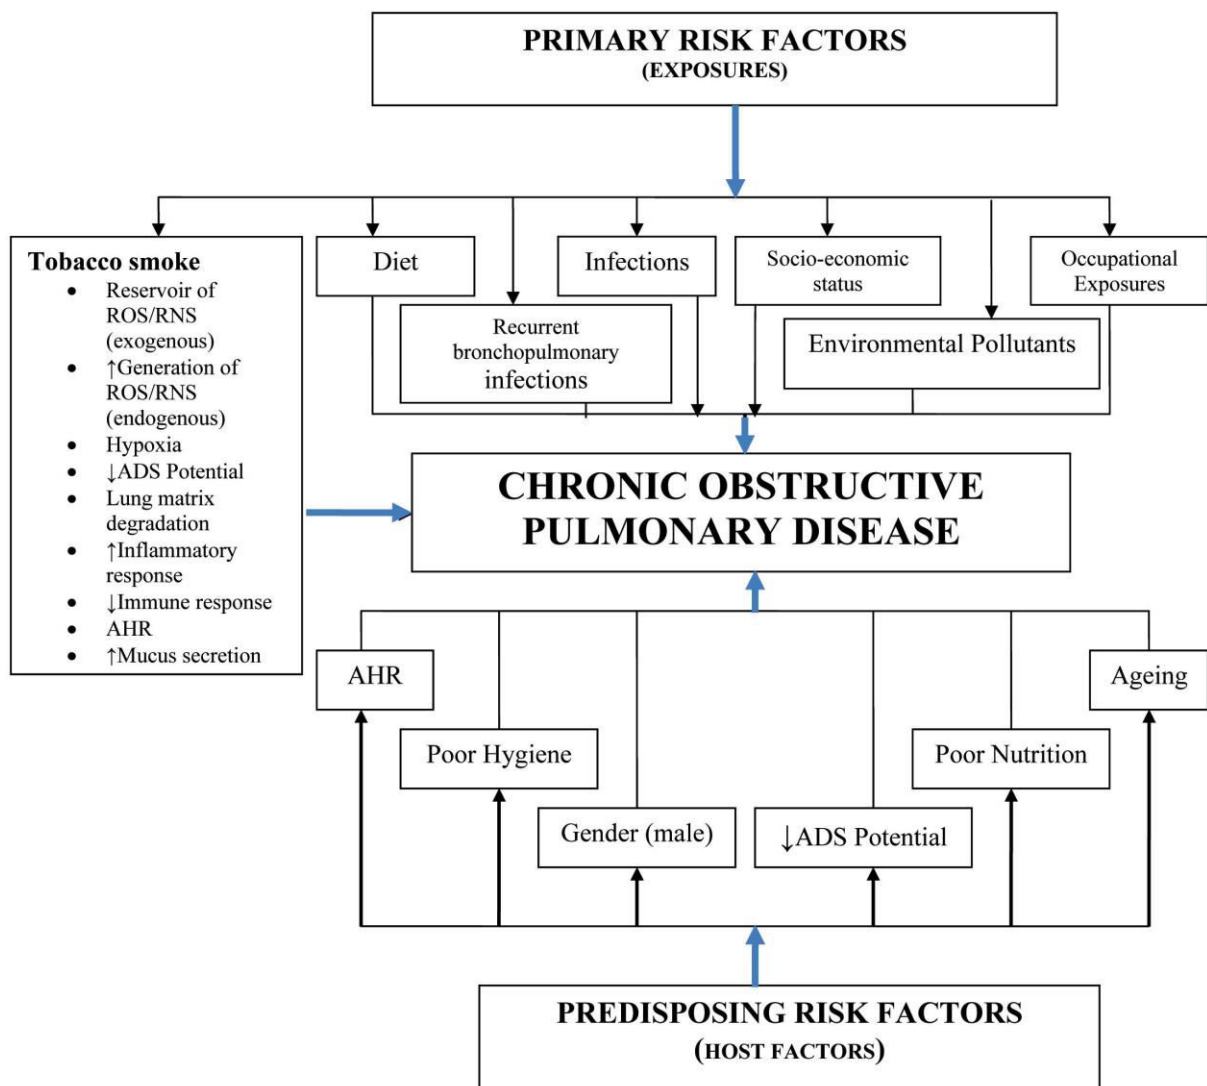 PRIMARY RISK FACTORS
(EXPOSURES)
Tobacco smoke
• Reservoir of
ROS/RNS
(exogenous)
• ↑Generation of
ROS/RNS
(endogenous)
• Hypoxia
• ↓ADS Potential
• Lung matrix
degradation
• ↑Inflammatory
response
• ↓Immune response
• AHR
• ↑Mucus secretion
Diet
Recurrent
bronchopulmonary
infections
Infections
Socio-economic
status
Environmental Pollutants
Occupational
Exposures
CHRONIC OBSTRUCTIVE
PULMONARY DISEASE
AHR
Poor Hygiene
Gender (male)
↓ADS Potential
Poor Nutrition
Ageing
PREDISPOSING RISK FACTORS
(HOST FACTORS)